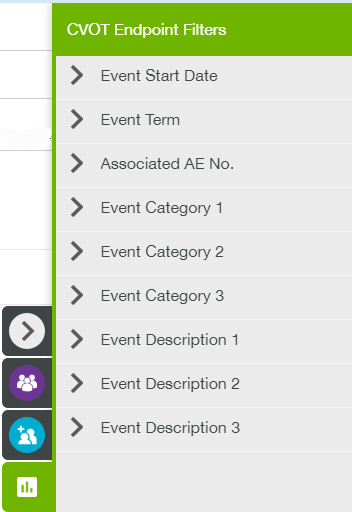 CVOT Endpoint Filters
Event Start Date
Event Term
Associated AE No.
Event Category 1
Event Category 2
Event Category 3
Event Description 1
Event Description 2
Event Description 3